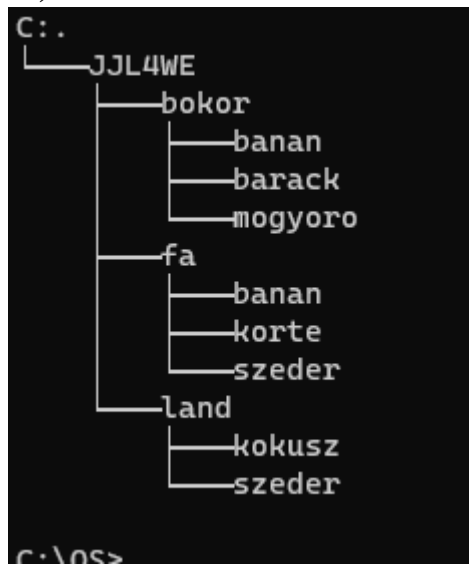 C:.
└───JJL4WE
    ├───bokor
    │   ├───banan
    │   ├───barack
    │   └───mogyoro
    ├───fa
    │   ├───banan
    │   ├───korte
    │   └───szeder
    └───land
        ├───kokusz
        └───szeder
C:\OS>